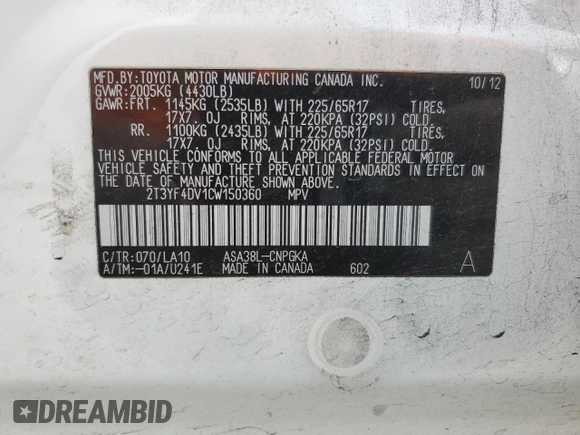 MFD.BY:TOYOTA MOTOR MANUFACTURING CANADA INC. 10/12
GVWR:2005KG (4430LB)
GAWR:FRT. 1145KG (2535LB) WITH 225/65R17 TIRES,
17X7. 0J RIMS, AT 220KPA (32PSI) COLD.
RR. 1100KG (2435LB) WITH 225/65R17 TIRES,
17X7. 0J RIMS, AT 220KPA (32PSI) COLD.
THIS VEHICLE CONFORMS TO ALL APPLICABLE FEDERAL MOTOR
VEHICLE SAFETY AND THEFT PREVENTION STANDARDS IN EFFECT ON
THE DATE OF MANUFACTURE SHOWN ABOVE.
2T3YF4DV1CW150360 MPV
C/TR:070/LA10 ASA38L-CNPGKA
A/TM:-01A/U241E MADE IN CANADA 602 A
DREAMBID